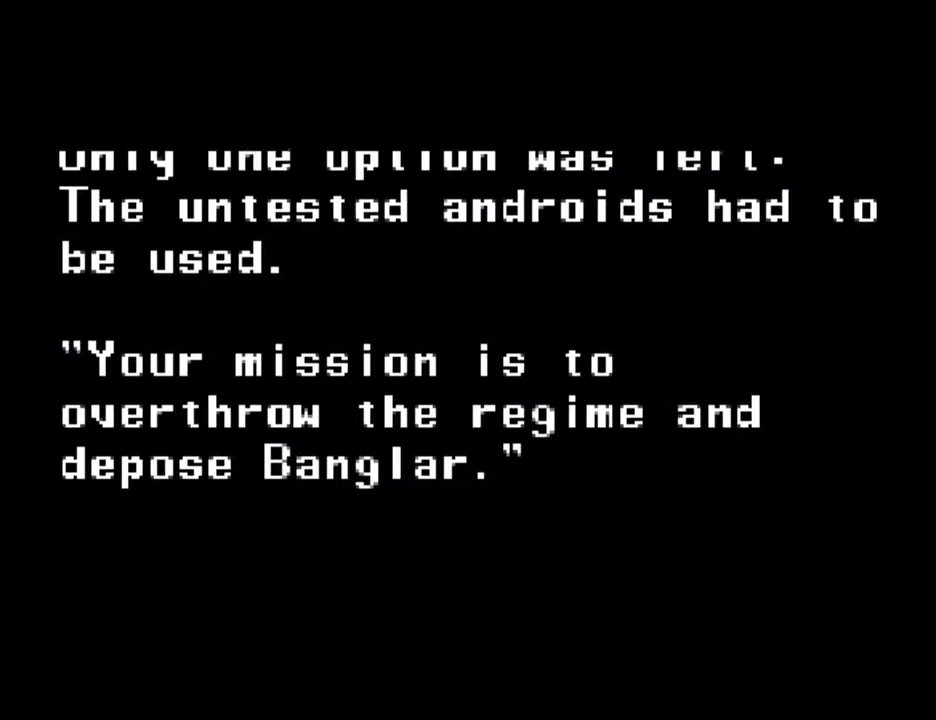 Only one option was left.
The untested androids had to
be used.
"Your mission is to
overthrow the regime and
depose Banglar."